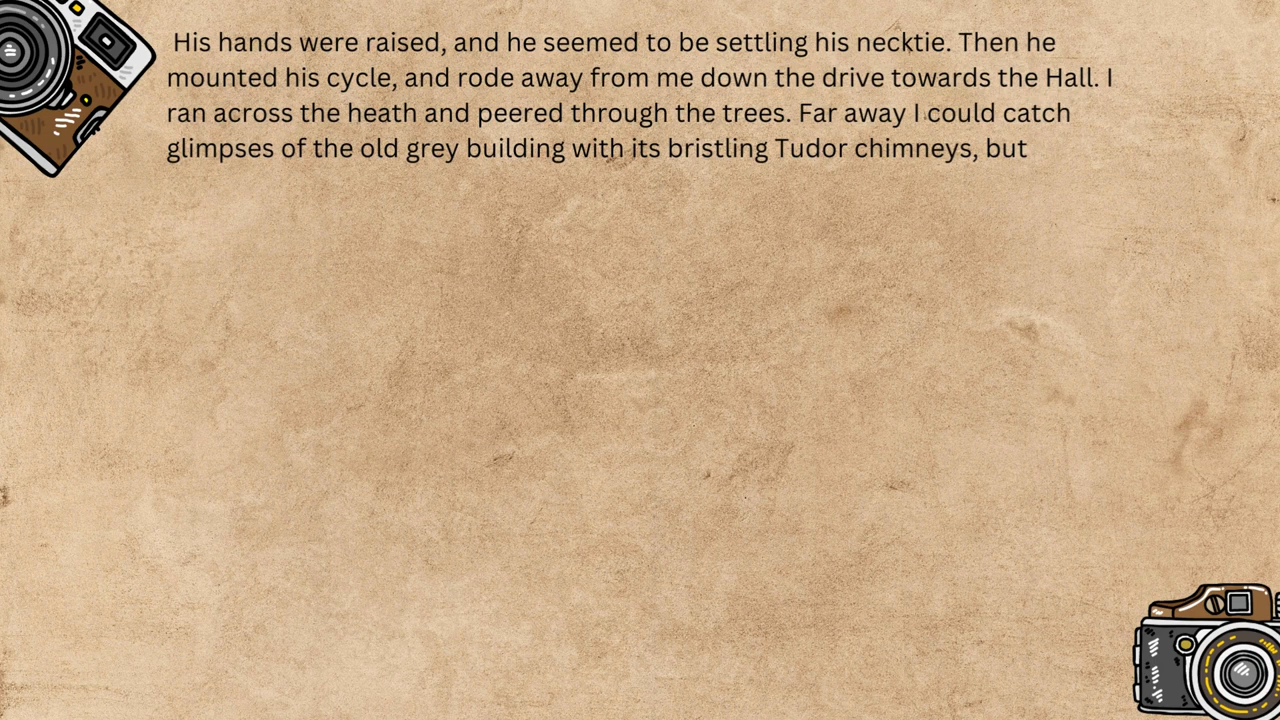 His hands were raised, and he seemed to be settling his necktie. Then he
mounted his cycle, and rode away from me down the drive towards the Hall. I
ran across the heath and peered through the trees. Far away I could catch
glimpses of the old grey building with its bristling Tudor chimneys, but